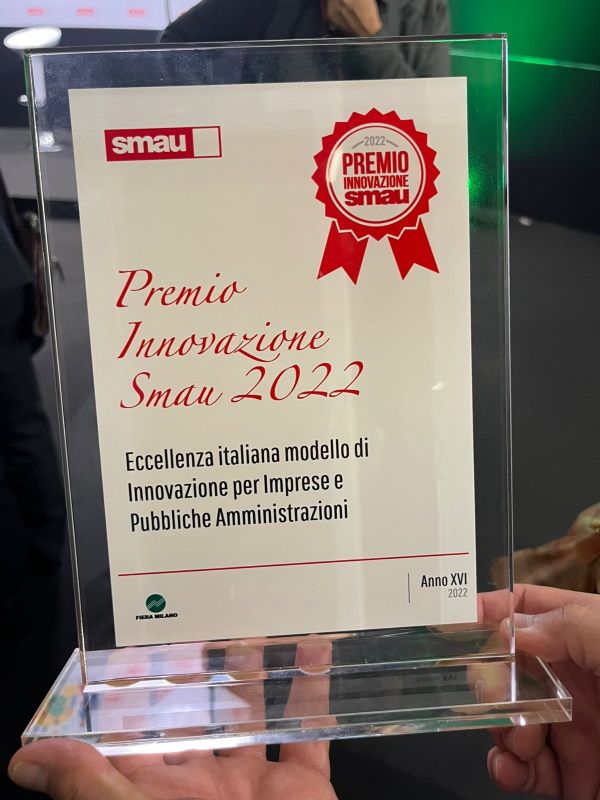 smau
2022
PREMIO
INNOVAZIONE
smau
Premio
Innovazione
Smau 2022
Eccellenza italiana modello di
Innovazione per Imprese e
Pubbliche Amministrazioni
Anno XVI
2022
FIERA MILANO